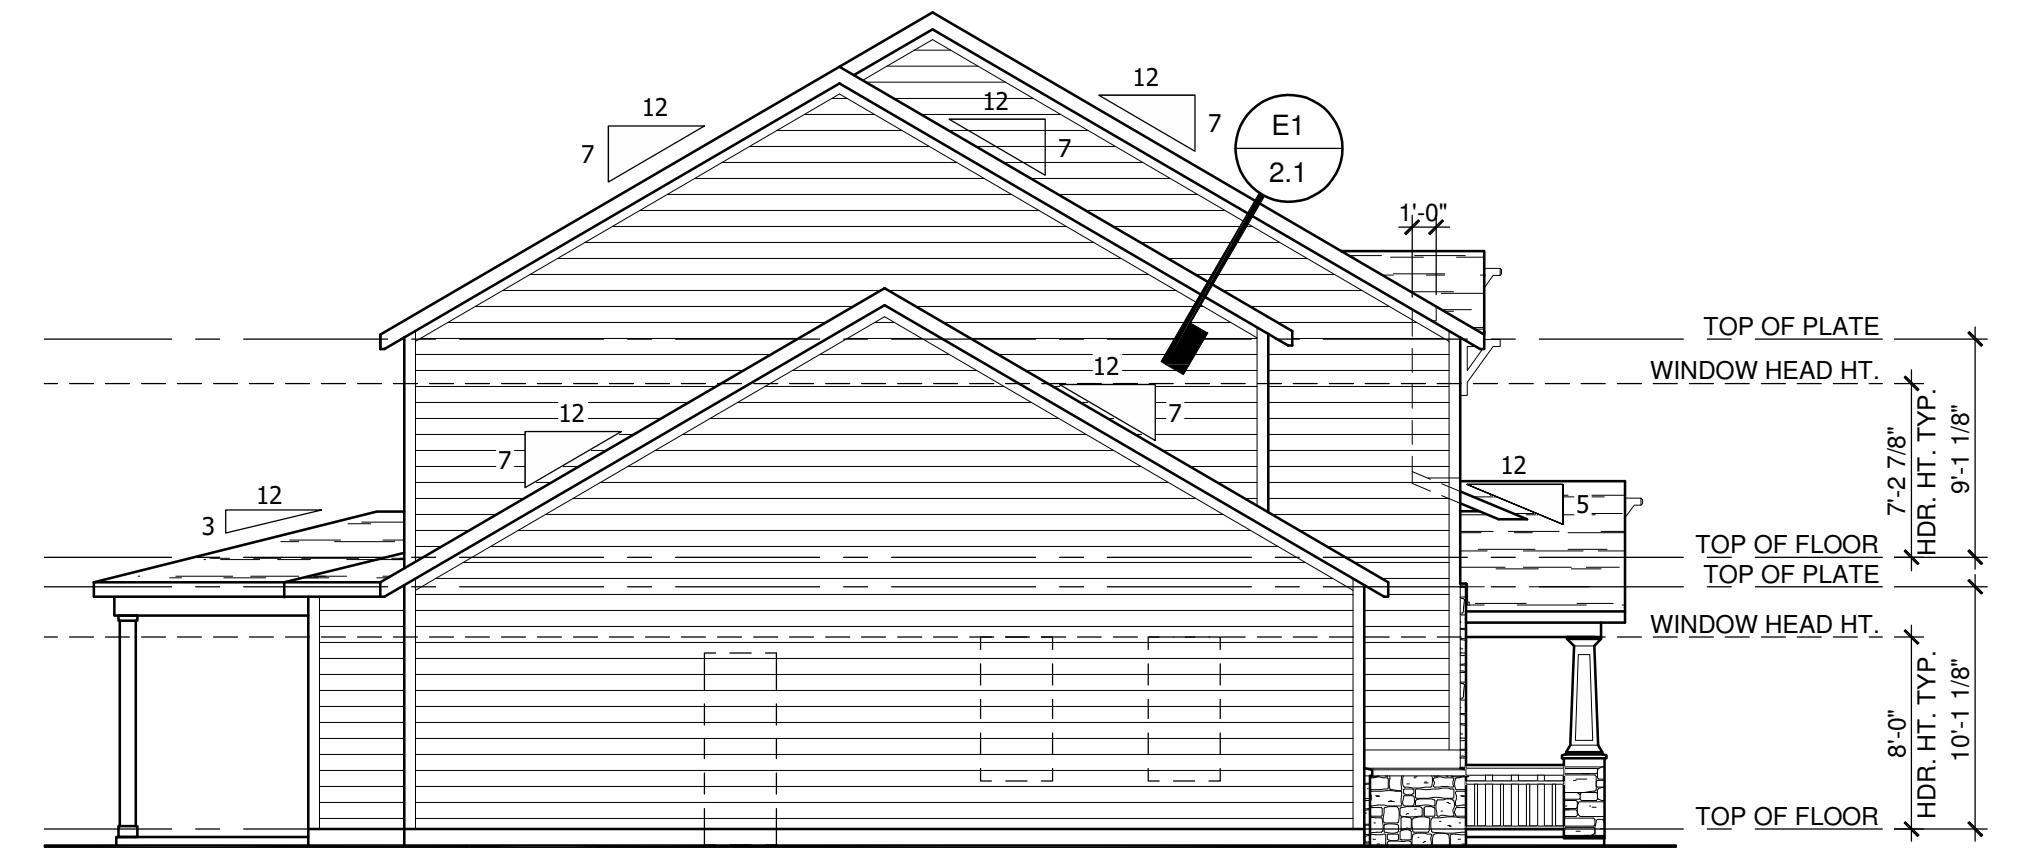 12
7
12
7
12
7
E1
2.1
1'-0"
TOP OF PLATE
WINDOW HEAD HT.
12
7
12
7
12
3
12
5
7'-2 7/8"
HDR. HT. TYP.
9'-1 1/8"
TOP OF FLOOR
TOP OF PLATE
WINDOW HEAD HT.
8'-0"
HDR. HT. TYP.
10'-1 1/8"
TOP OF FLOOR